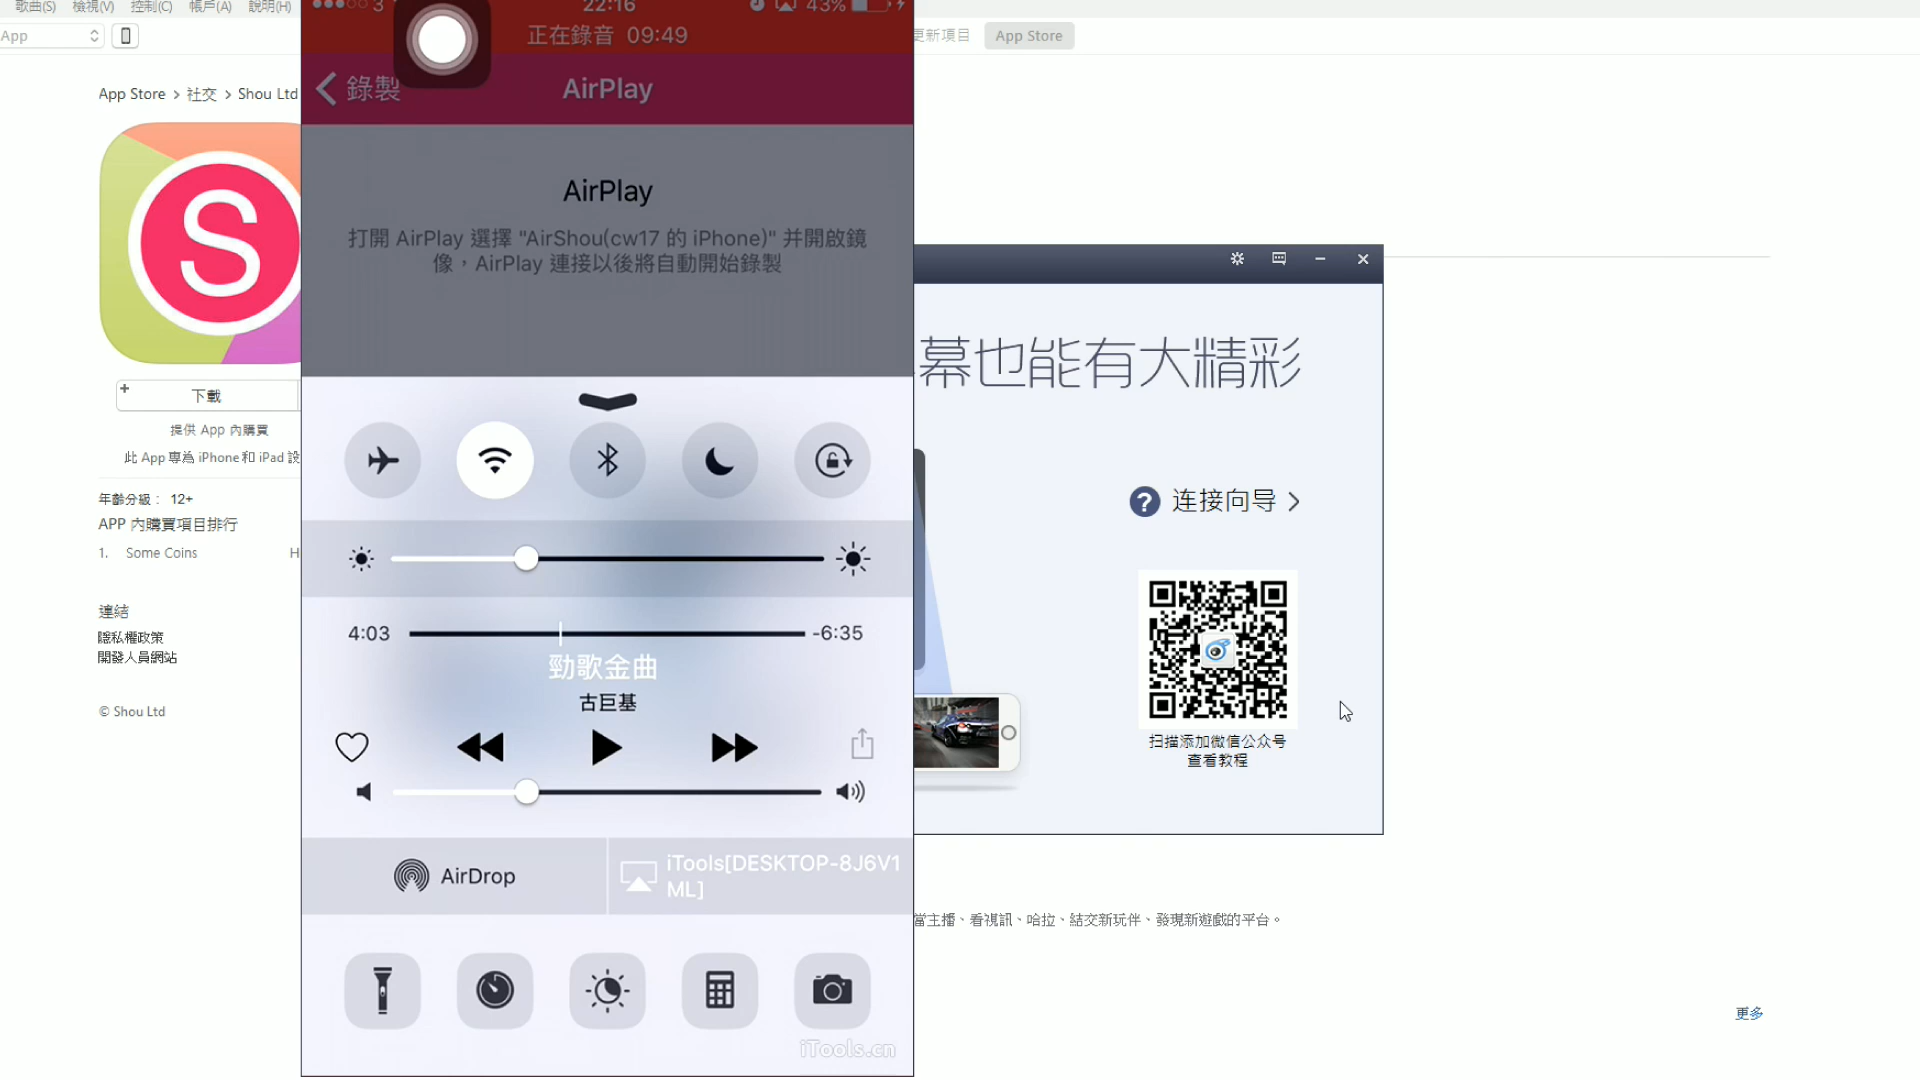 歌曲(S) 檢視(V) 控制(C) 帳戶(A) 說明(H)
App
更新項目
App Store
App Store > 社交 > Shou Ltd
S
下載
提供 App 內購買
此 App 專為 iPhone 和 iPad 設
年齡分級： 12+
APP 內購買項目排行
1. Some Coins
H
連結
隱私權政策
開發人員網站
© Shou Ltd
3
22:16
43%
正在錄音 09:49
錄製
AirPlay
AirPlay
打開 AirPlay 選擇 "AirShou(cw17 的 iPhone)" 并開啟鏡
像，AirPlay 連接以後將自動開始錄製
4:03
-6:35
勁歌金曲
古巨基
AirDrop
iTools[DESKTOP-8J6V1
ML]
iTools.cn
幕也能有大精彩
? 连接向导
扫描添加微信公众号
查看教程
當主播、看視訊、哈拉、結交新玩伴、發現新遊戲的平台。
更多